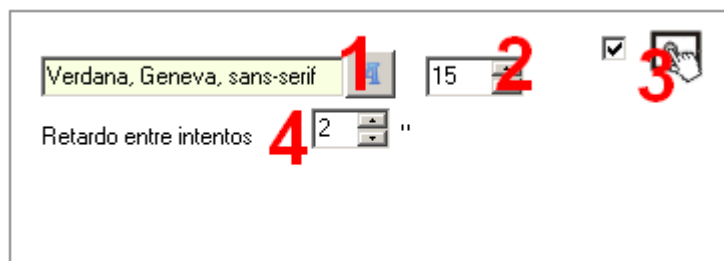 Verdana, Geneva, sans-serif 1 A 15 2 3
Retardo entre intentos 4 2 "